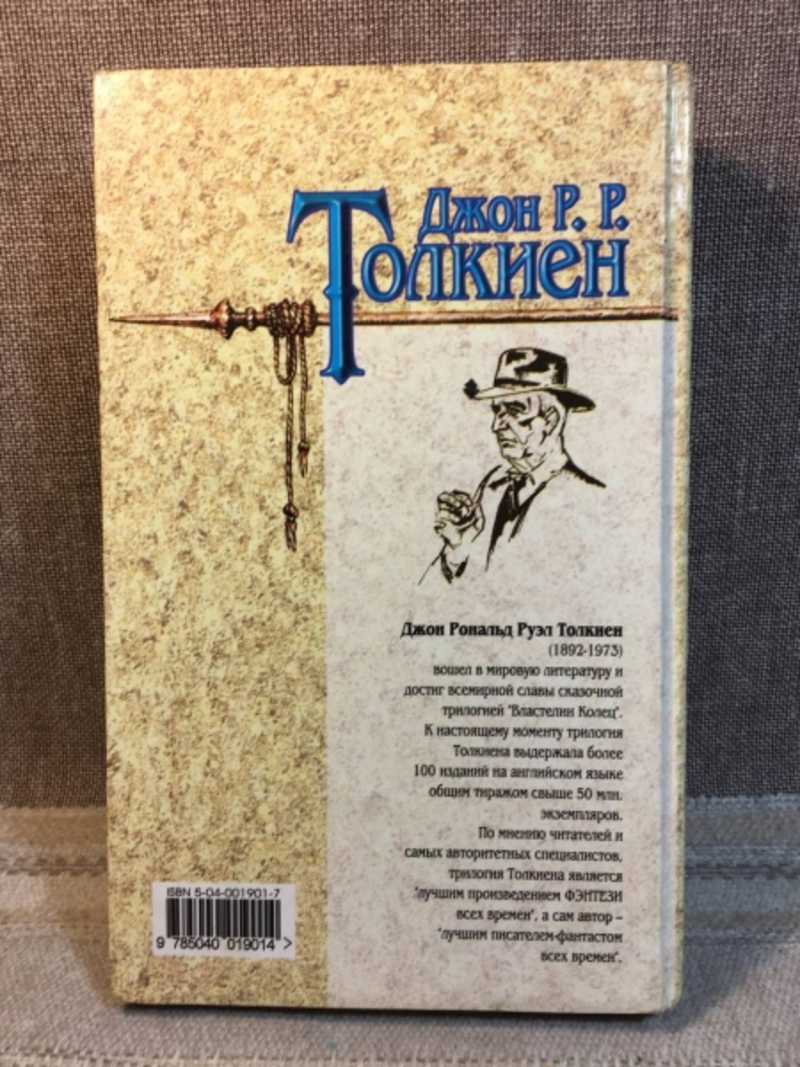 Джон Р. Р.
Толкиен
Джон Рональд Руэл Толкиен
(1892-1973)
вошел в мировую литературу и
достиг всемирной славы сказочной
трилогией "Властелин Колец".
К настоящему моменту трилогия
Толкиена выдержала более
100 изданий на английском языке
общим тиражом свыше 50 млн.
экземпляров.
По мнению читателей и
самых авторитетных специалистов,
трилогия Толкиена является
"лучшим произведением ФЭНТЕЗИ
всех времен", а сам автор –
"лучшим писателем-фантастом
всех времен".
ISBN 5-04-001901-7
9 785040 019014 >